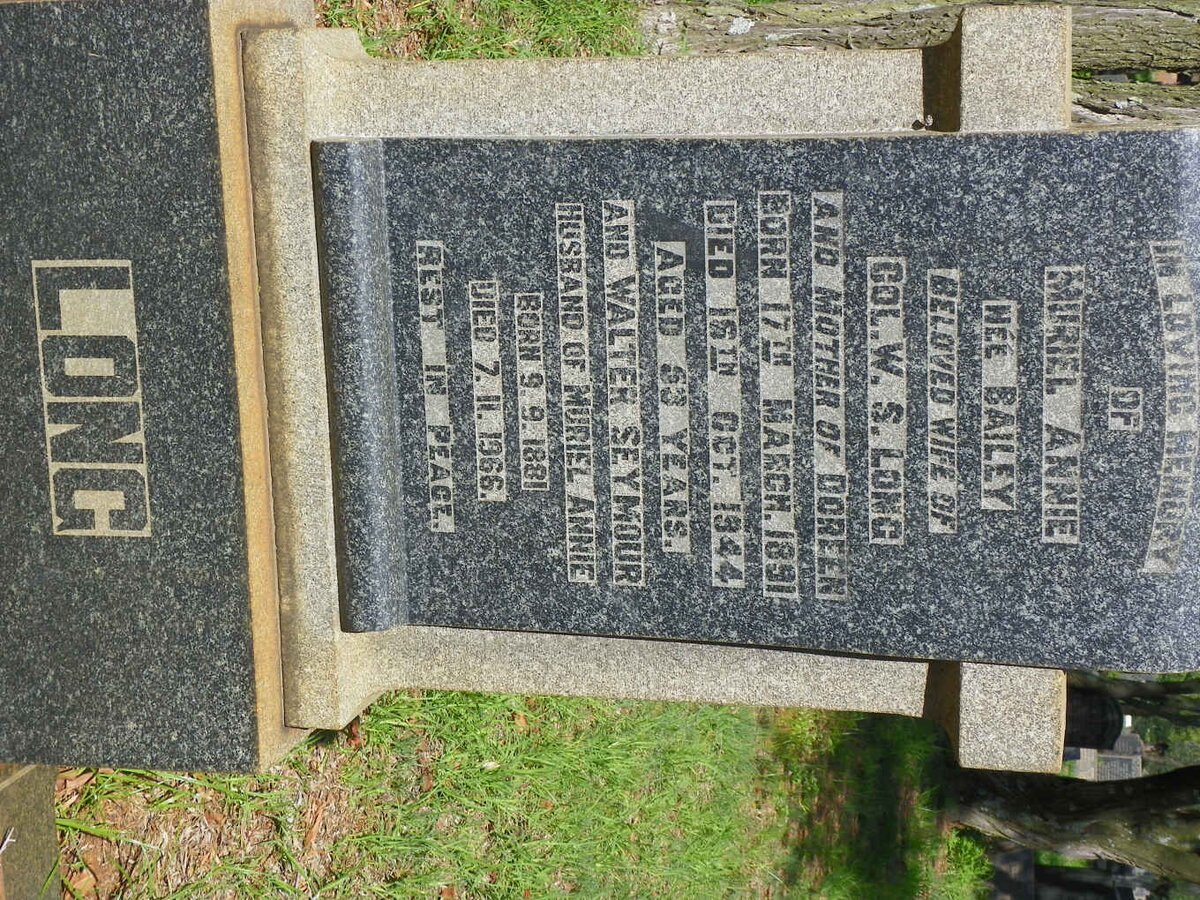 IN LOVING MEMORY
OF
MURIEL ANNIE
NEE BAILEY
BELOVED WIFE OF
COL. W. S. LONG
AND MOTHER OF DOREEN
BORN 17TH MARCH, 1891
DIED 16TH OCT. 1944
AGED 53 YEARS.
AND WALTER SEYMOUR
HUSBAND OF MURIEL ANNIE
BORN 9.9.1881
DIED 7.11.1966.
REST IN PEACE.
LONG